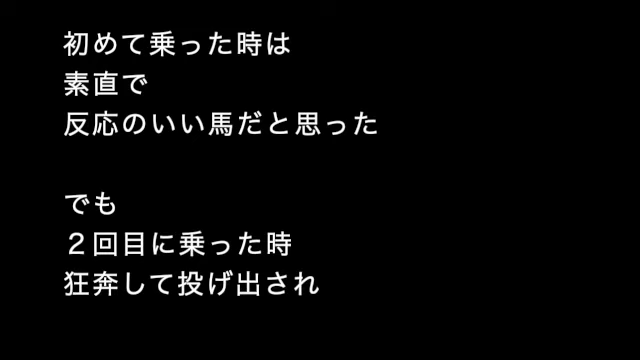 初めて乗った時は
素直で
反応のいい馬だと思った
でも
２回目に乗った時
狂奔して投げ出され